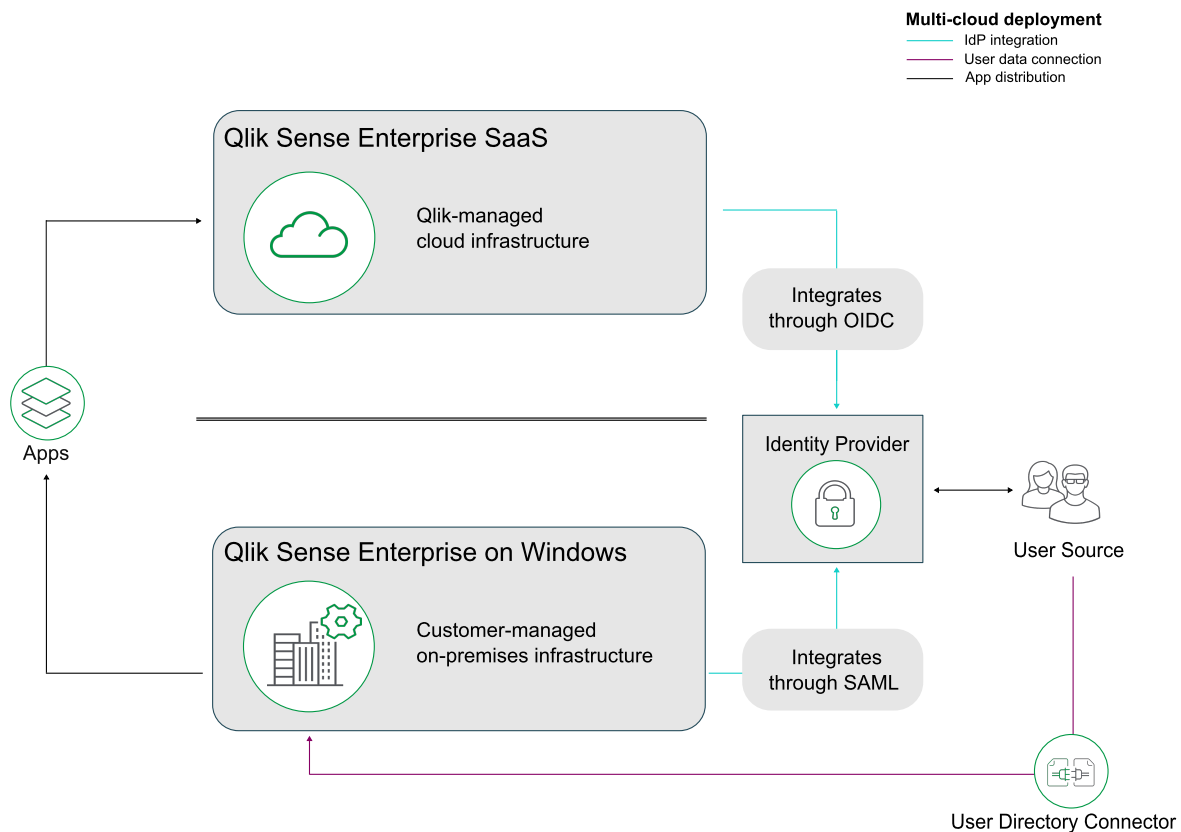 Multi-cloud deployment
IdP integration
User data connection
App distribution
Qlik Sense Enterprise SaaS
Qlik-managed
cloud infrastructure
Integrates
through OIDC
Apps
Identity Provider
User Source
Qlik Sense Enterprise on Windows
Customer-managed
on-premises infrastructure
Integrates
through SAML
User Directory Connector